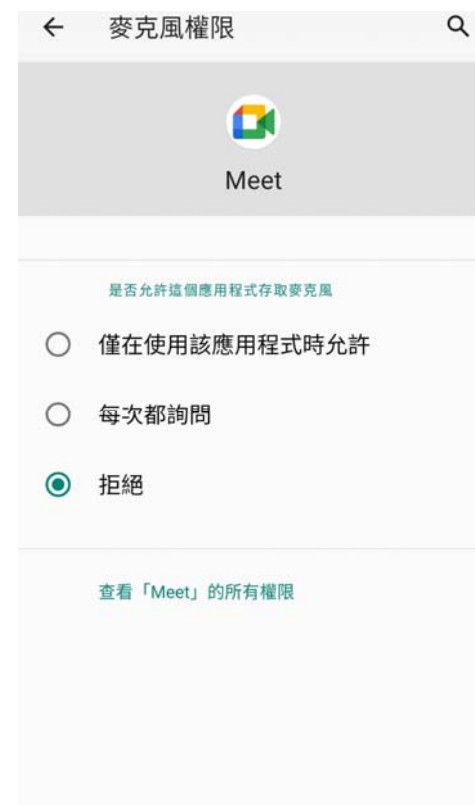 麥克風權限
Meet
是否允許這個應用程式存取麥克風
僅在使用該應用程式時允許
每次都詢問
拒絕
查看「Meet」的所有權限